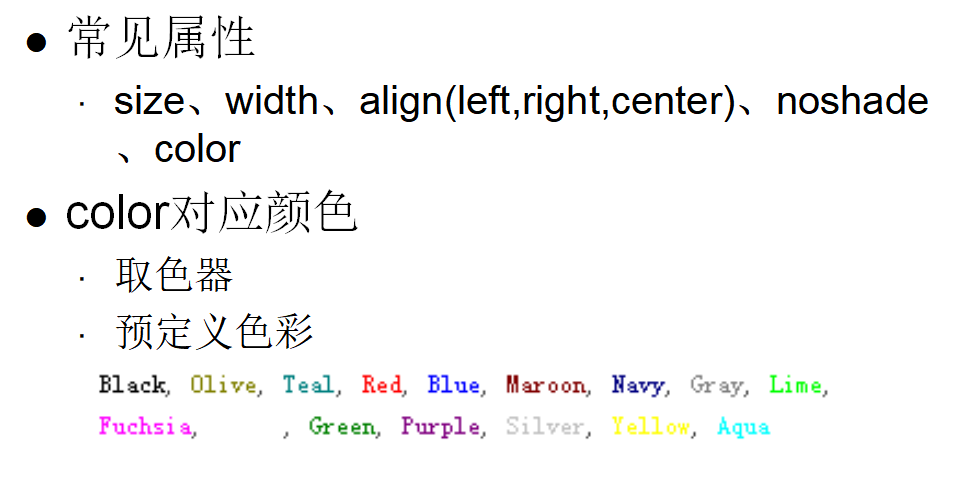 ● 常见属性
· size、width、align(left,right,center)、noshade
、color
● color对应颜色
· 取色器
· 预定义色彩
Black, Olive, Teal, Red, Blue, Maroon, Navy, Gray, Lime,
Fuchsia, , Green, Purple, Silver, Yellow, Aqua